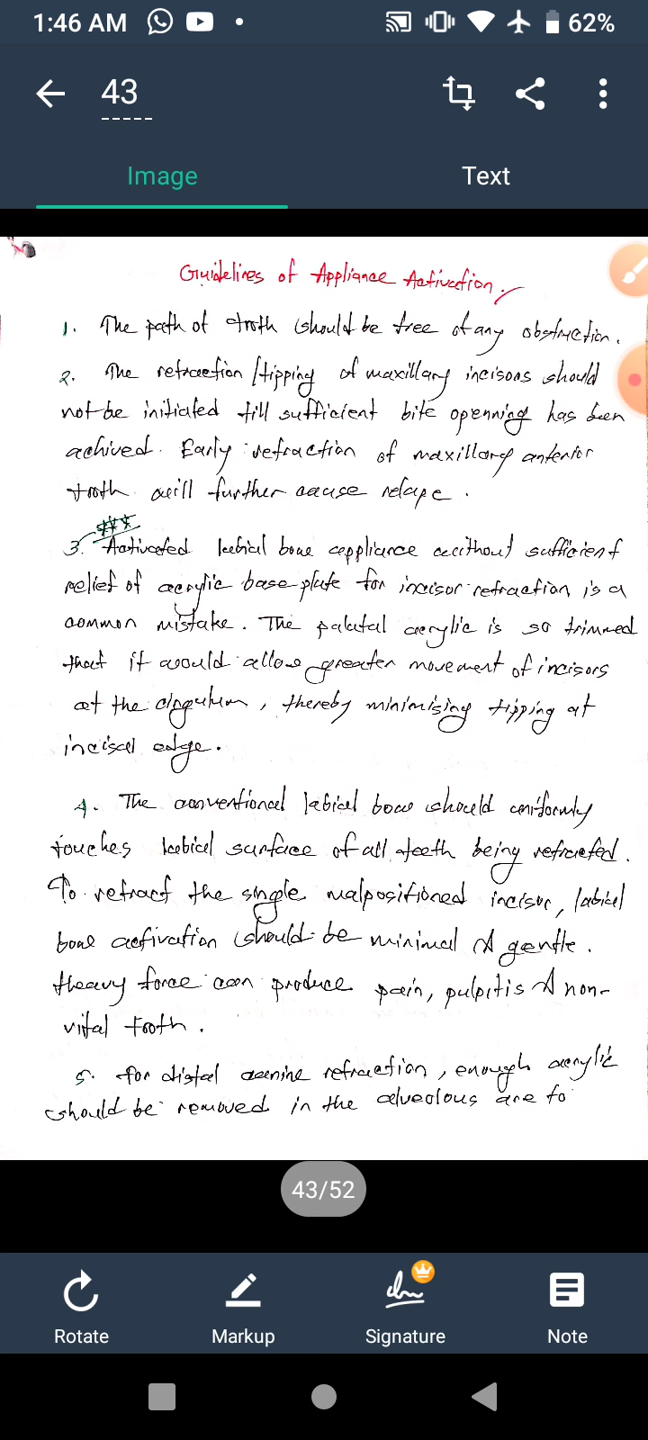 1:46 AM 62%
43
Image Text
Guidelines of Appliance Activation.
1. The path of tooth should be free of any obstruction.
2. The retraction/tipping of maxillary incisors should
not be initiated till sufficient bite openning has been
achived. Early retraction of maxillary anterior
tooth will further cause relape.
3. Activated labial bow appliance without sufficient
relief of acrylic base plate for incisor retraction is a
common mistake. The palatal acrylic is so trimmed
that it would allow greater movement of incisors
at the cingulum, thereby minimising tipping at
incisal edge.
4. The conventional labial bow should uniformly
touches labial surface of all teeth being retracted.
To retract the single malpositioned incisor, labial
bow activation should be minimal & gentle.
Heavy force can produce pain, pulpitis & non-
vital tooth.
5. for distal canine retraction, enough acrylic
should be removed in the alveolous are to
43/52
Rotate Markup Signature Note